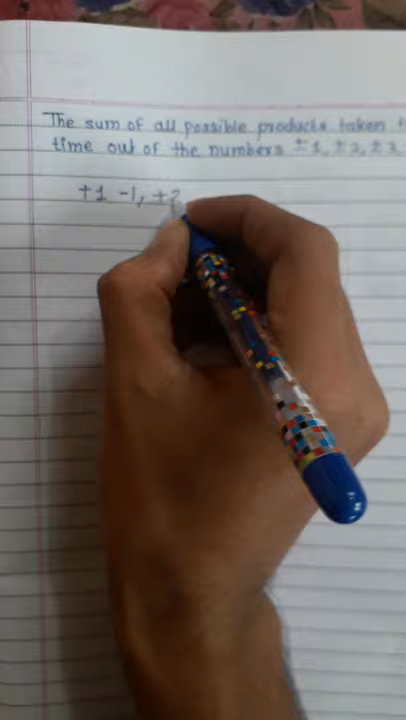 The sum of all possible products taken
time out of the numbers ±1, ±2, ±3
+1 -1, +2